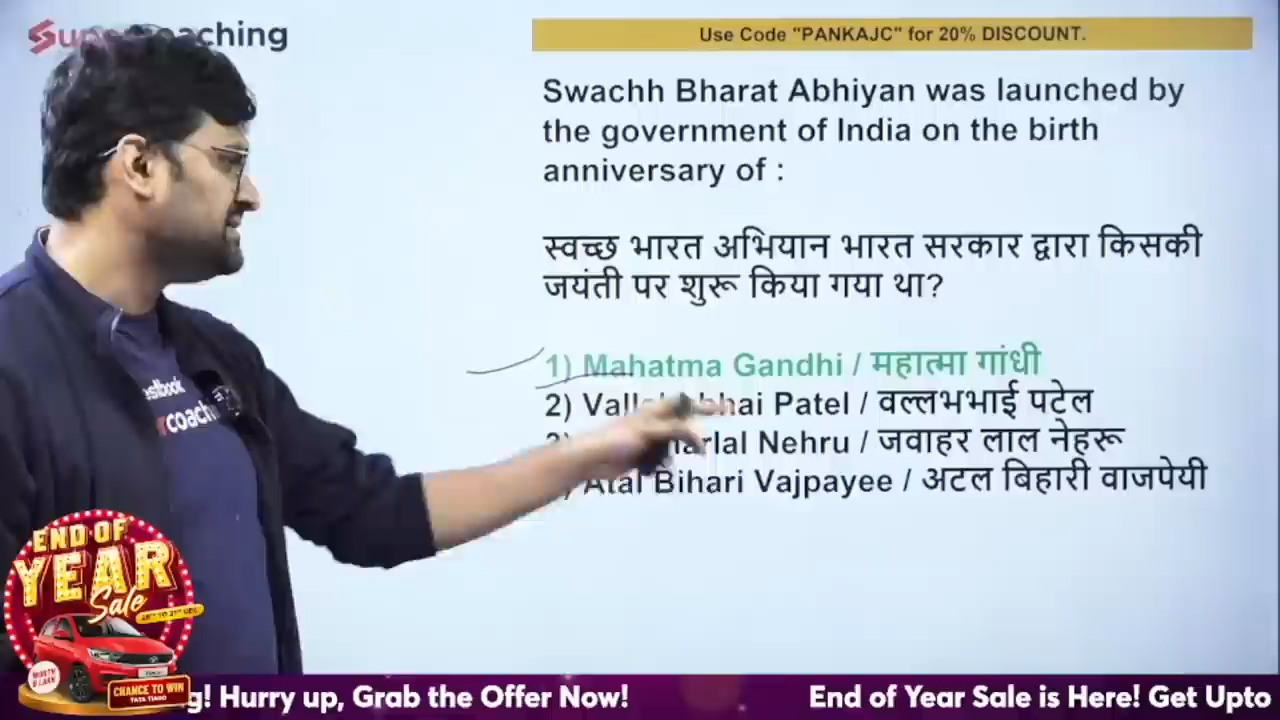 coaching
Use Code "PANKAJC" for 20% DISCOUNT.
Swachh Bharat Abhiyan was launched by
the government of India on the birth
anniversary of :
स्वच्छ भारत अभियान भारत सरकार द्वारा किसकी
जयंती पर शुरू किया गया था?
1) Mahatma Gandhi / महात्मा गांधी
2) Patel / वल्लभभाई पटेल
Nehru / जवाहर लाल नेहरू
Atal Bihari Vajpayee / अटल बिहारी वाजपेयी
END OF
YEAR
Sale
CHANCE TO WIN
TATA TIAGO
g! Hurry up, Grab the Offer Now! End of Year Sale is Here! Get Upto